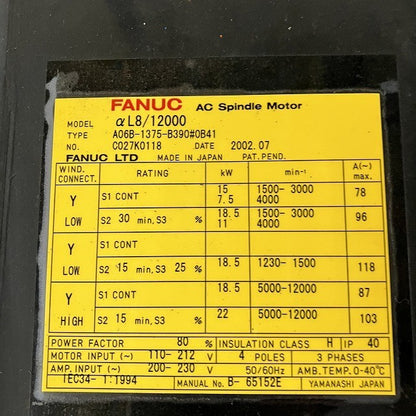 FANUC AC Spindle Motor
MODEL αL8/12000
TYPE A06B-1375-B390#0B41
NO. C027K0118 DATE 2002.07
FANUC LTD MADE IN JAPAN PAT.PEND.
WIND. CONNECT. RATING kW min-¹ A(~) max.
Y LOW S1 CONT 15 7.5 1500- 3000 4000 78
S2 30 min, S3 % 18.5 11 1500- 3000 4000 96
Y LOW S1 CONT
S2 15 min, S3 25 % 18.5 1230- 1500 118
Y HIGH S1 CONT 18.5 5000-12000 87
S2 15 min, S3 % 22 5000-12000 103
POWER FACTOR 80 % INSULATION CLASS H IP 40
MOTOR INPUT (~) 110- 212 V 4 POLES 3 PHASES
AMP. INPUT (~) 200- 230 V 50/60Hz AMB.TEMP. 0-40℃
IEC34- 1:1994 MANUAL No. B- 65152E YAMANASHI JAPAN